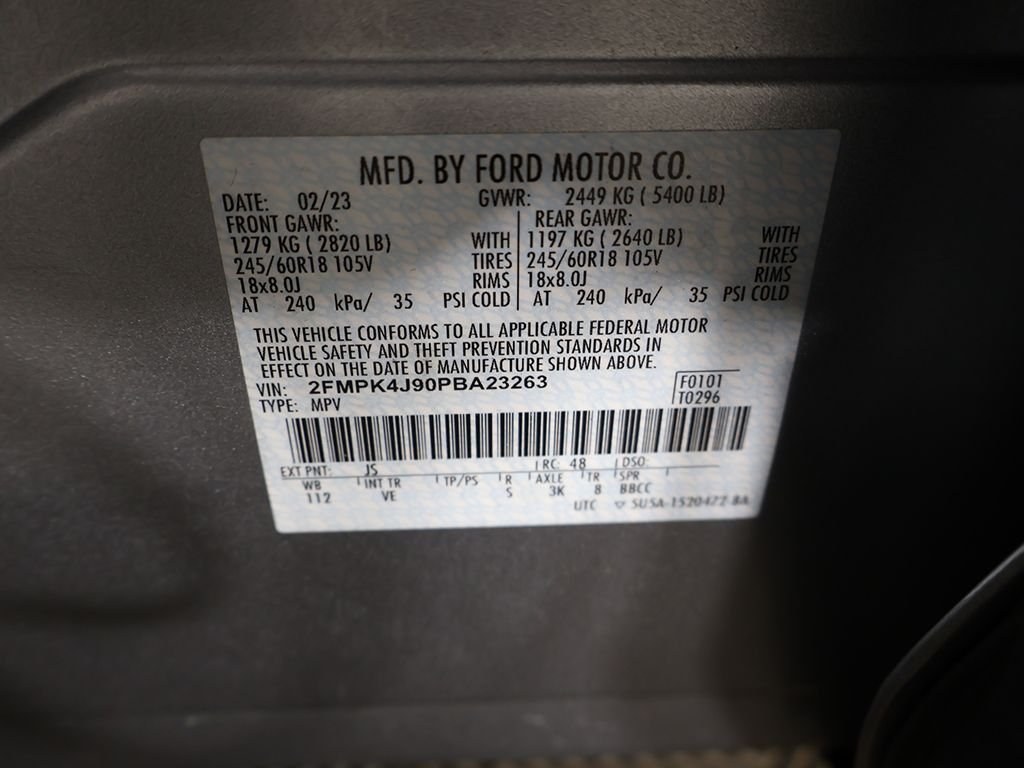 MFD. BY FORD MOTOR CO.
DATE: 02/23 GVWR: 2449 KG ( 5400 LB)
FRONT GAWR: REAR GAWR:
1279 KG ( 2820 LB) WITH 1197 KG ( 2640 LB) WITH
245/60R18 105V TIRES 245/60R18 105V TIRES
18x8.0J RIMS 18x8.0J RIMS
AT 240 kPa/ 35 PSI COLD AT 240 kPa/ 35 PSI COLD
THIS VEHICLE CONFORMS TO ALL APPLICABLE FEDERAL MOTOR
VEHICLE SAFETY AND THEFT PREVENTION STANDARDS IN
EFFECT ON THE DATE OF MANUFACTURE SHOWN ABOVE.
VIN: 2FMPK4J90PBA23263 F0101
TYPE: MPV T0296
EXT PNT: JS RC: 48 DSO:
WB INT TR TP/PS R AXLE TR SPR
112 VE S 3K 8 BBCC
UTC